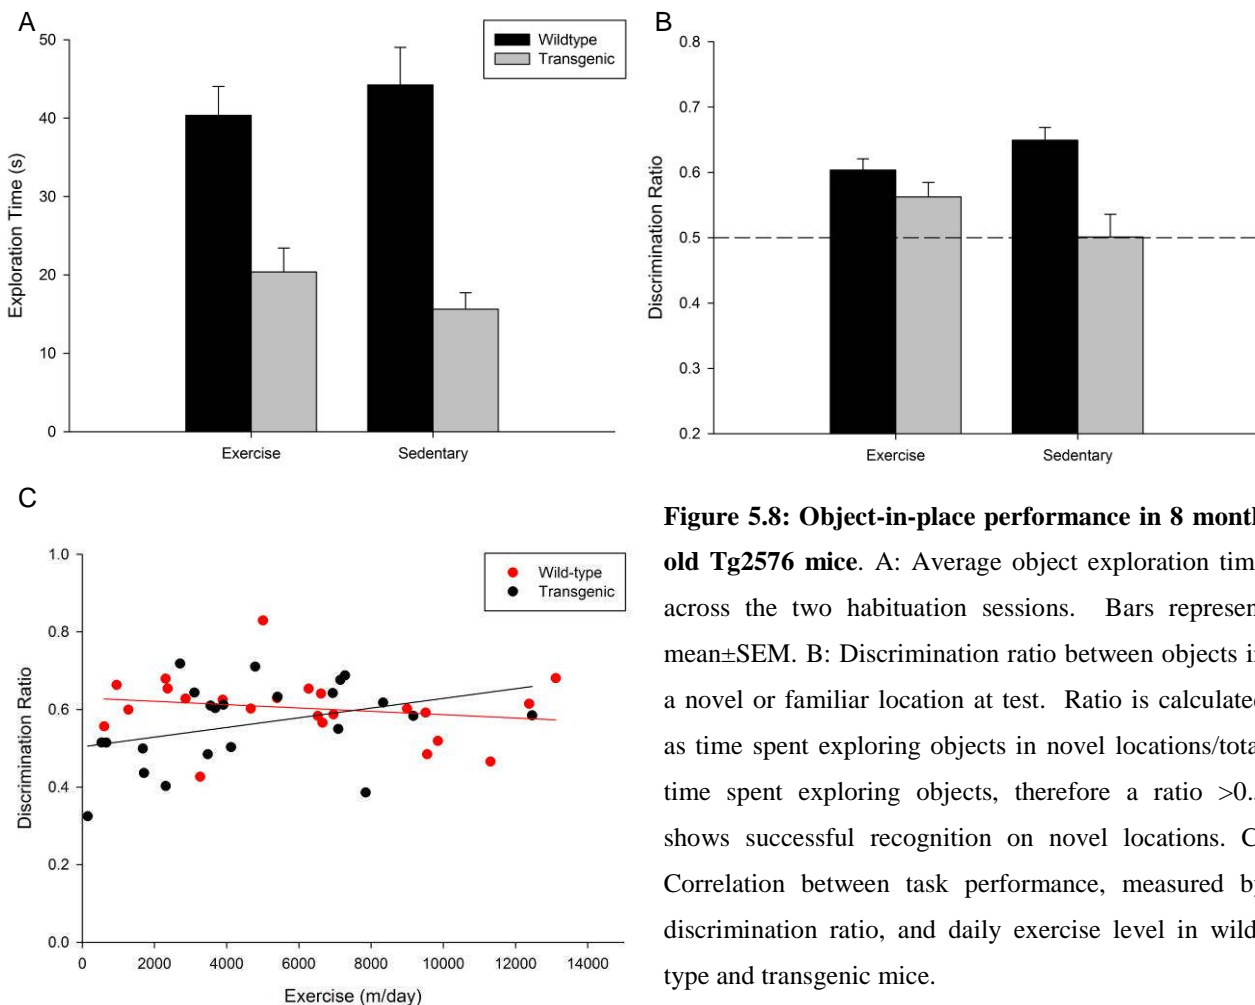 A
50
40
30
20
10
0
Exploration Time (s)
Wildtype
Transgenic
Exercise
Sedentary
B
0.8
0.7
0.6
0.5
0.4
0.3
0.2
Discrimination Ratio
Exercise
Sedentary
C
1.0
0.8
0.6
0.4
0.2
0.0
Discrimination Ratio
Wild-type
Transgenic
0 2000 4000 6000 8000 10000 12000 14000
Exercise (m/day)
Figure 5.8: Object-in-place performance in 8 month
old Tg2576 mice. A: Average object exploration tim
across the two habituation sessions. Bars represen
mean±SEM. B: Discrimination ratio between objects i
a novel or familiar location at test. Ratio is calculated
as time spent exploring objects in novel locations/tota
time spent exploring objects, therefore a ratio >0.
shows successful recognition on novel locations. C
Correlation between task performance, measured b
discrimination ratio, and daily exercise level in wild
type and transgenic mice.